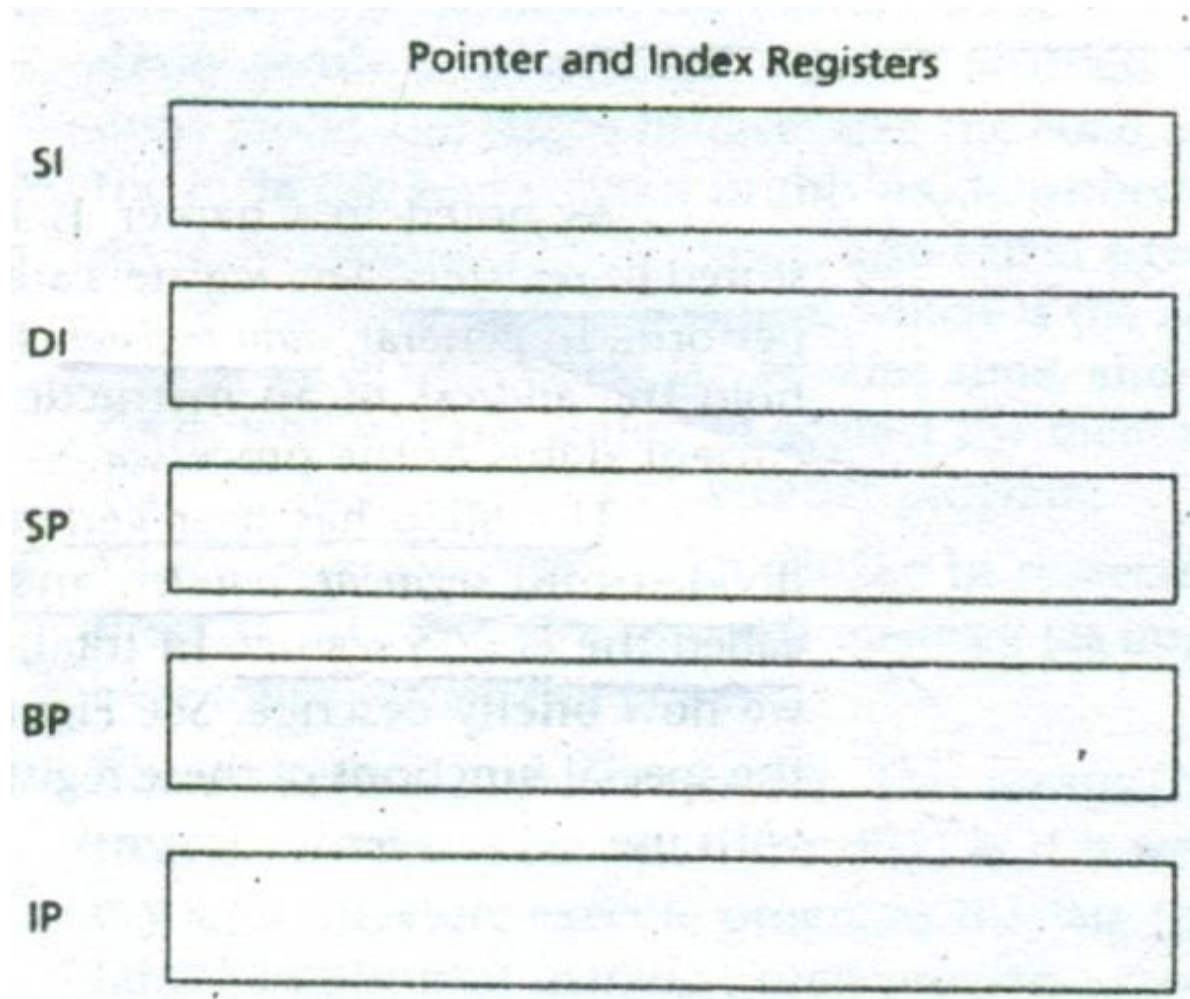 Pointer and Index Registers
SI
DI
SP
BP
IP